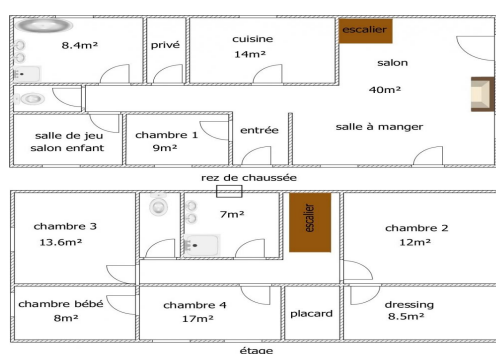 8.4m²
privé
cuisine
14m²
escalier
salon
40m²
salle à manger
salle de jeu
salon enfant
chambre 1
9m²
entrée
rez de chaussée
chambre 3
13.6m²
7m²
escalier
chambre 2
12m²
chambre bébé
8m²
chambre 4
17m²
placard
dressing
8.5m²
étage